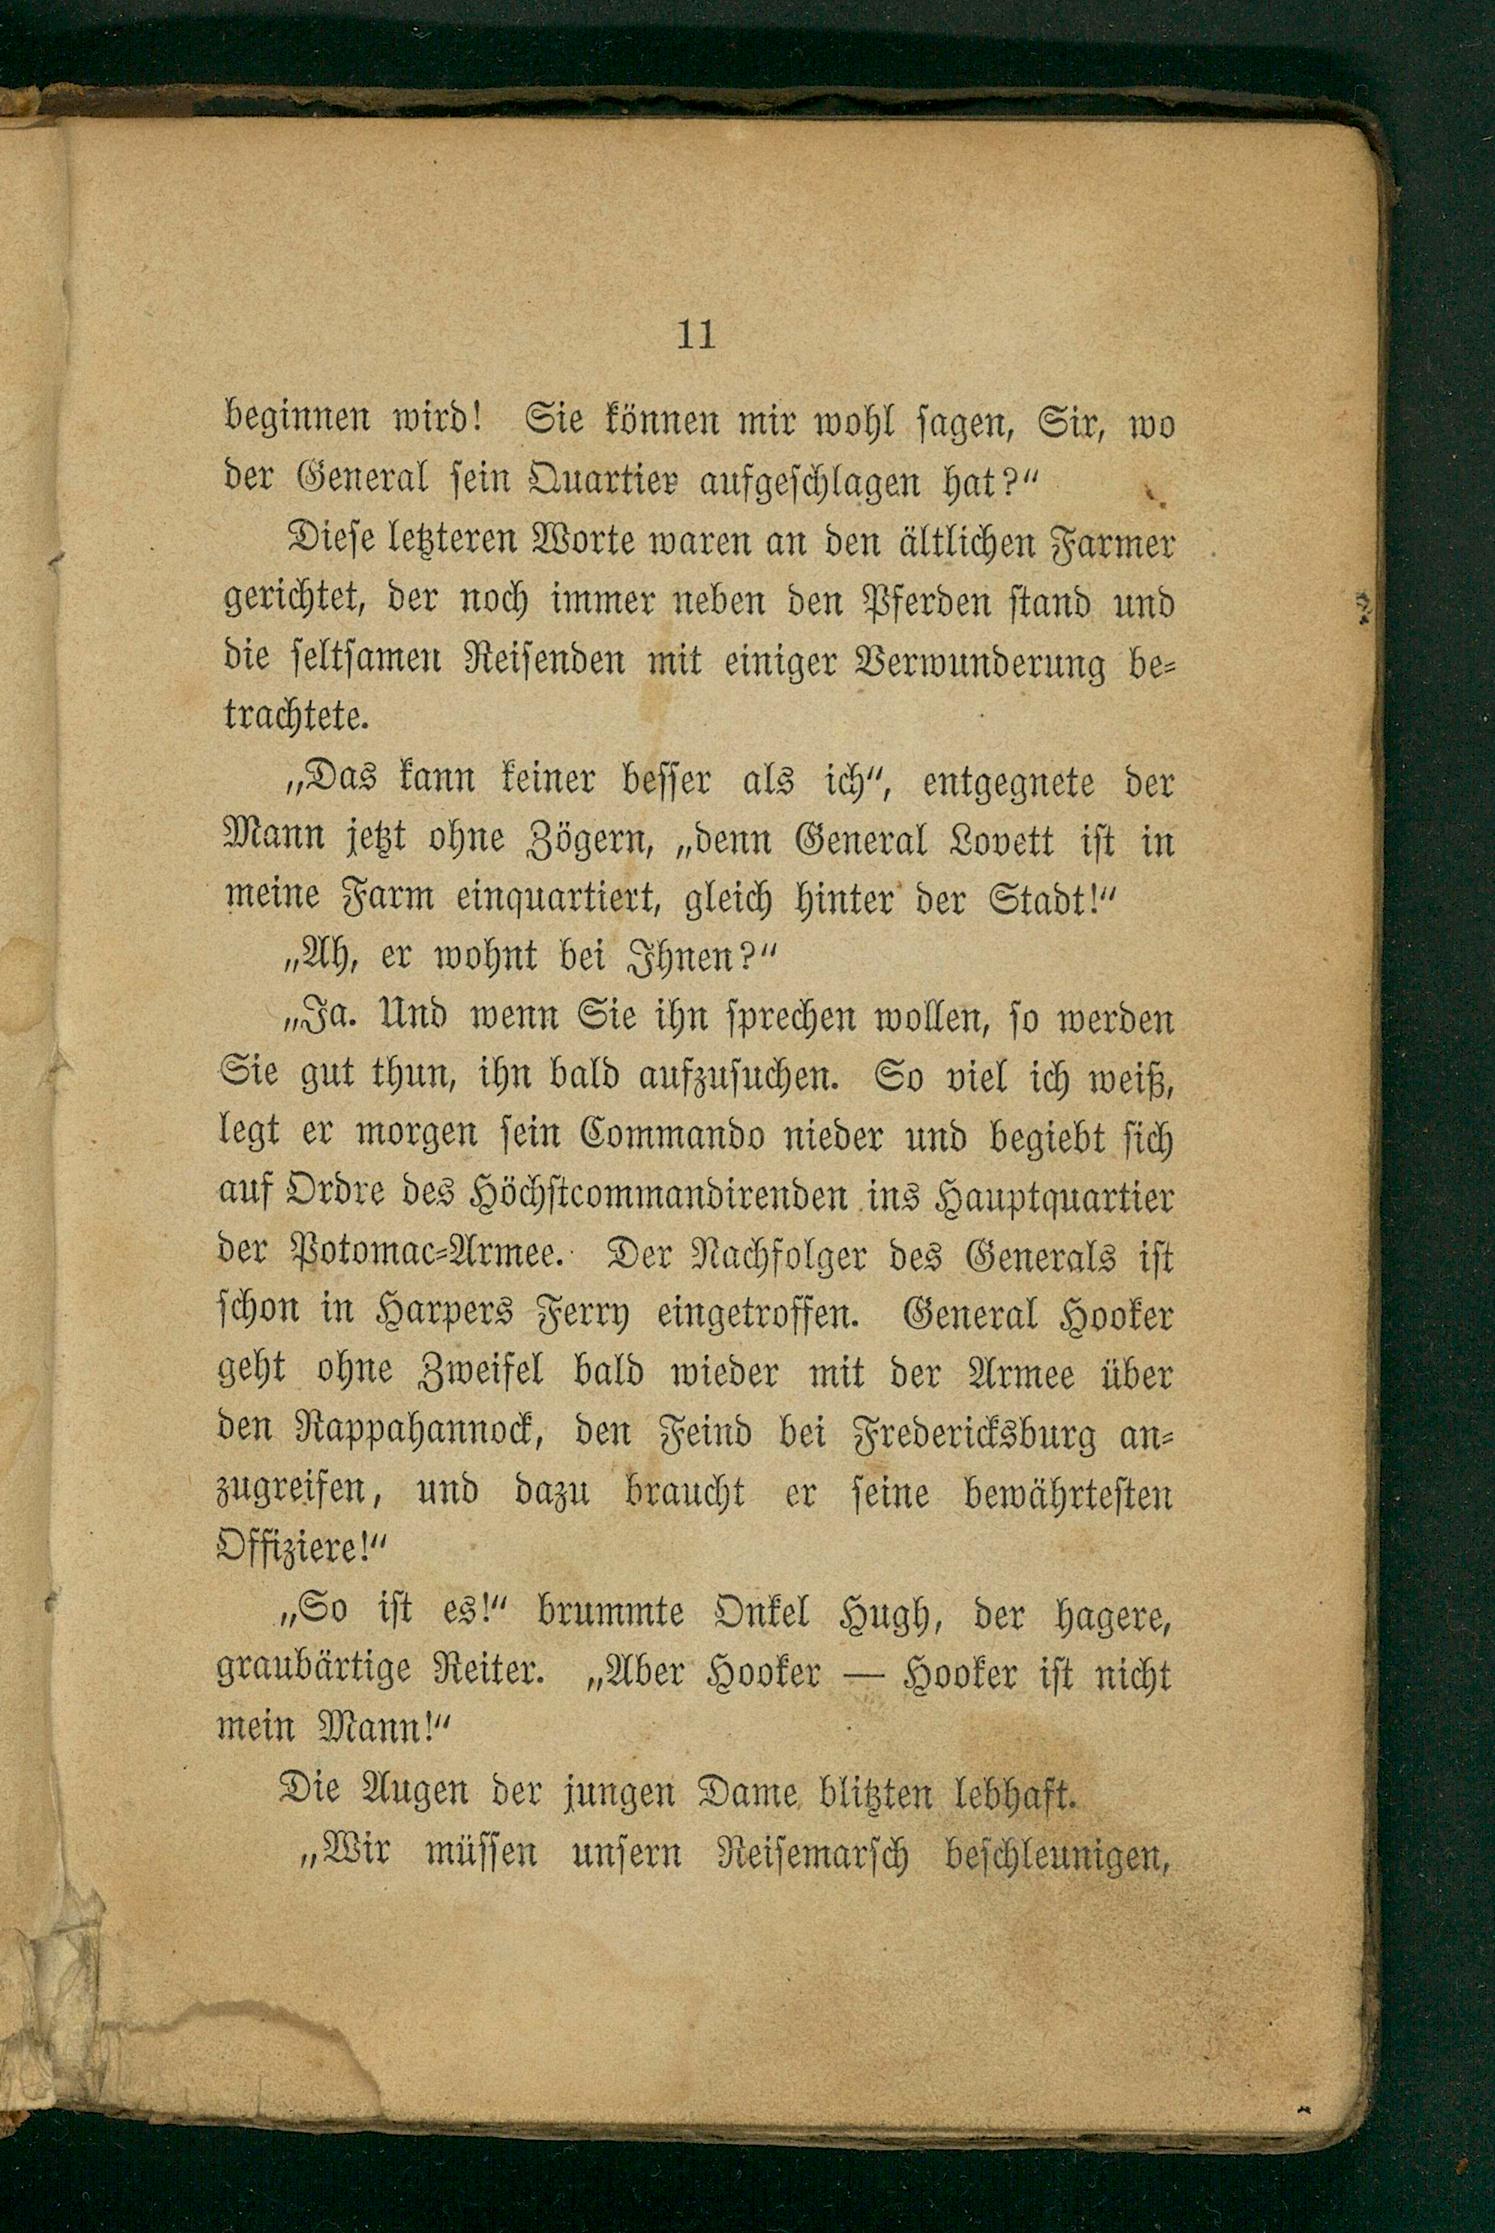 11
beginnen wird! Sie können mir wohl sagen, Sir, wo
der General sein Quartier aufgeschlagen hat?“
Diese letzteren Worte waren an den ältlichen Farmer
gerichtet, der noch immer neben den Pferden stand und
die seltsamen Reisenden mit einiger Verwunderung be-
trachtete.
„Das kann keiner besser als ich“, entgegnete der
Mann jetzt ohne Zögern, „denn General Lovett ist in
meine Farm einquartiert, gleich hinter der Stadt!“
„Ah, er wohnt bei Ihnen?“
„Ja. Und wenn Sie ihn sprechen wollen, so werden
Sie gut thun, ihn bald aufzusuchen. So viel ich weiß,
legt er morgen sein Commando nieder und begiebt sich
auf Ordre des Höchstcommandirenden ins Hauptquartier
der Potomac-Armee. Der Nachfolger des Generals ist
schon in Harpers Ferry eingetroffen. General Hooker
geht ohne Zweifel bald wieder mit der Armee über
den Rappahannock, den Feind bei Fredericksburg an-
zugreifen, und dazu braucht er seine bewährtesten
Offiziere!“
„So ist es!“ brummte Onkel Hugh, der hagere,
graubärtige Reiter. „Aber Hooker — Hooker ist nicht
mein Mann!“
Die Augen der jungen Dame blitzten lebhaft.
„Wir müssen unsern Reisemarsch beschleunigen,